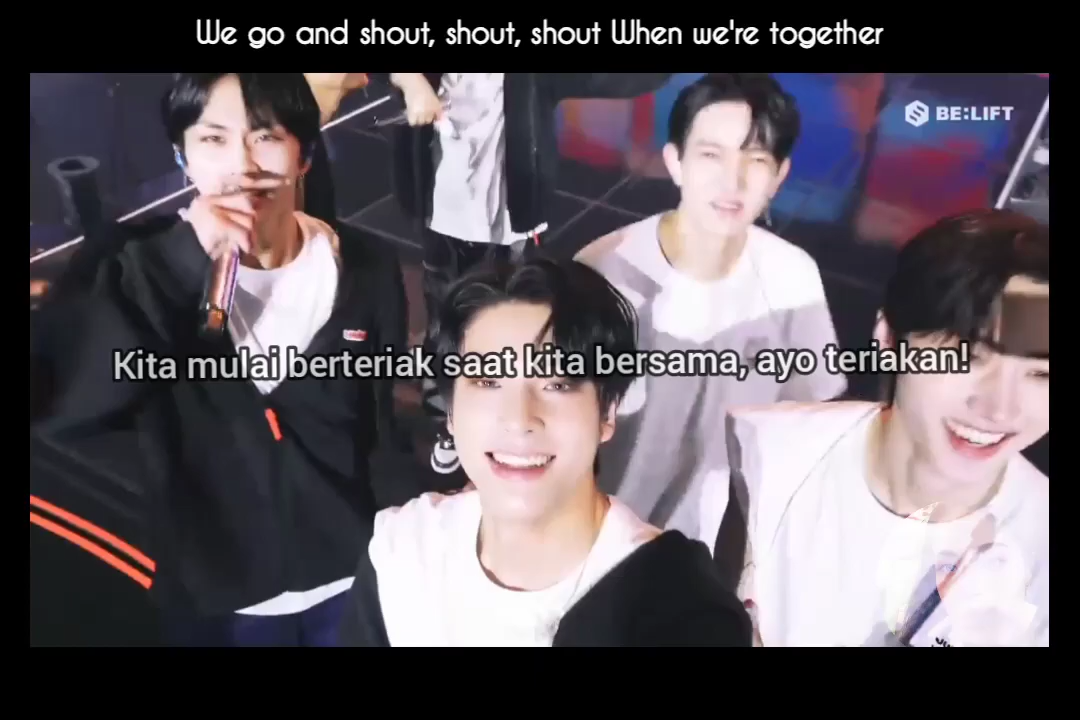 We go and shout, shout, shout When we're together
BE:LIFT
Kita mulai berteriak saat kita bersama, ayo teriakan!